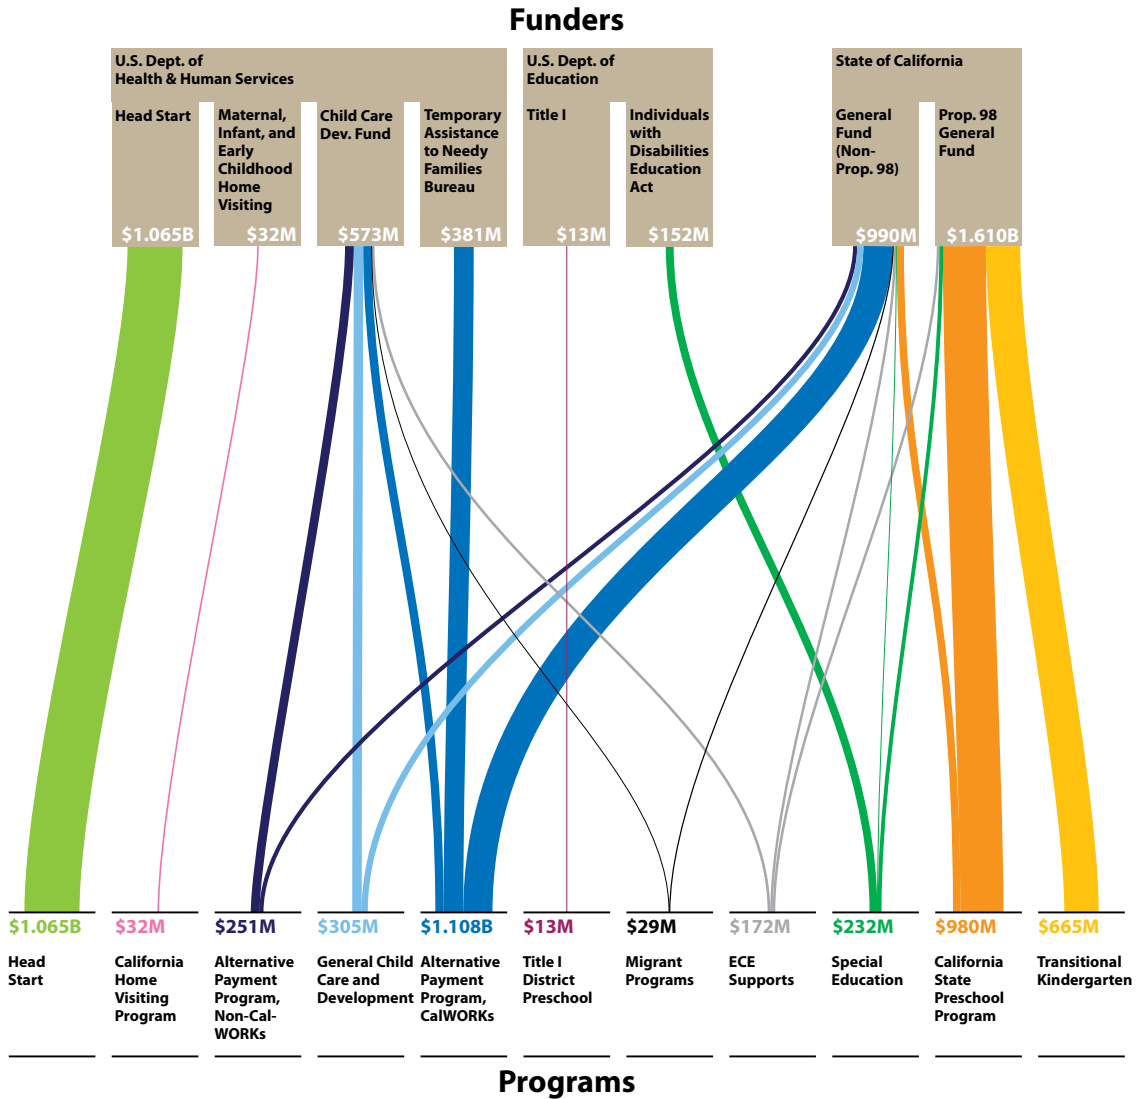 Funders
U.S. Dept. of
Health & Human Services
U.S. Dept. of
Education
State of California
Head Start
Maternal,
Infant, and
Early
Childhood
Home
Visiting
Child Care
Dev. Fund
Temporary
Assistance
to Needy
Families
Bureau
Title I
Individuals
with
Disabilities
Education
Act
General
Fund
(Non-
Prop. 98)
Prop. 98
General
Fund
$1.065B
$32M
$573M
$381M
$13M
$152M
$990M
$1.610B
$1.065B
$32M
$251M
$305M
$1.108B
$13M
$29M
$172M
$232M
$980M
$665M
Head
Start
California
Home
Visiting
Program
Alternative
Payment
Program,
Non-Cal-
WORKs
General Child
Care and
Development
Alternative
Payment
Program,
CalWORKs
Title I
District
Preschool
Migrant
Programs
ECE
Supports
Special
Education
California
State
Preschool
Program
Transitional
Kindergarten
Programs